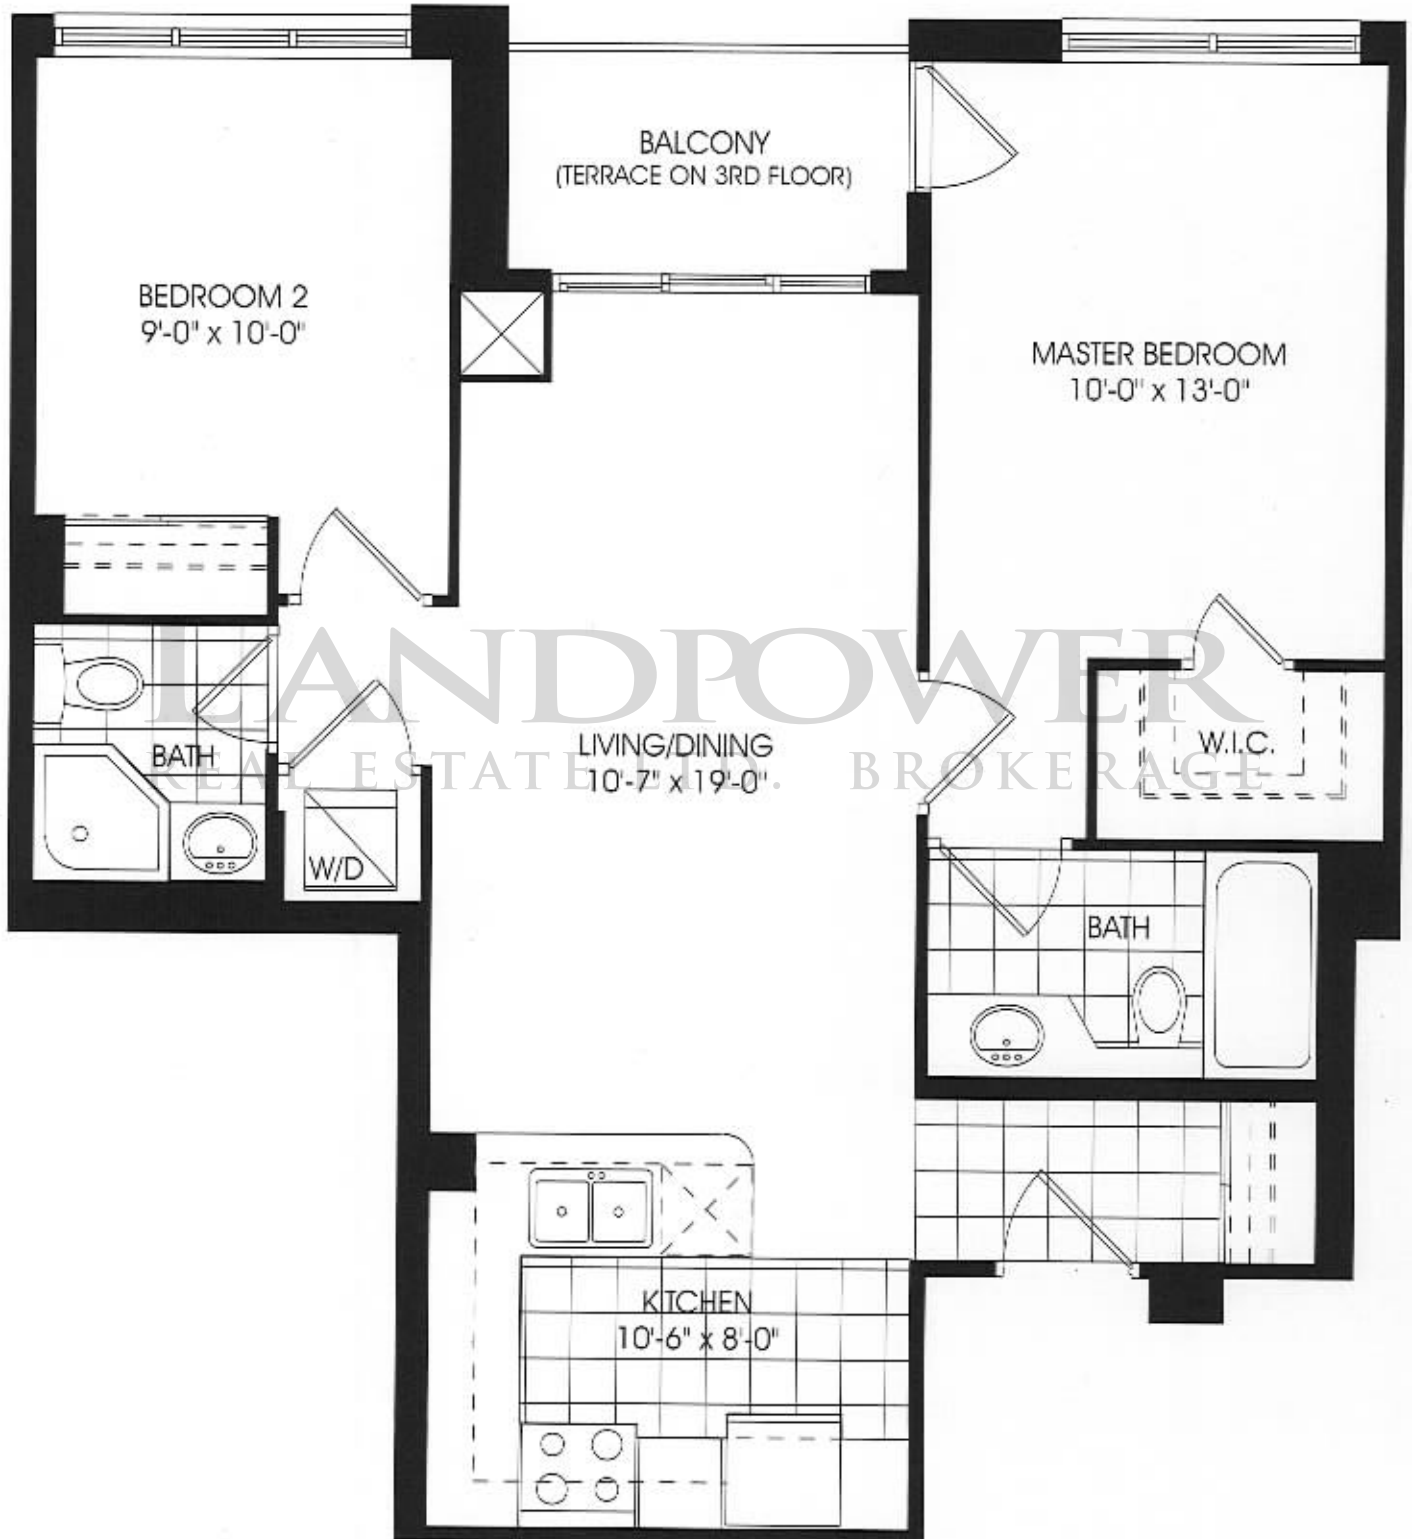 BALCONY
(TERRACE ON 3RD FLOOR)
BEDROOM 2
9'-0" x 10'-0"
MASTER BEDROOM
10'-0" x 13'-0"
LANDPOWER
REAL ESTATE LTD. BROKERAGE
BATH
LIVING/DINING
10'-7" x 19'-0"
W.I.C.
W/D
BATH
KITCHEN
10'-6" x 8'-0"